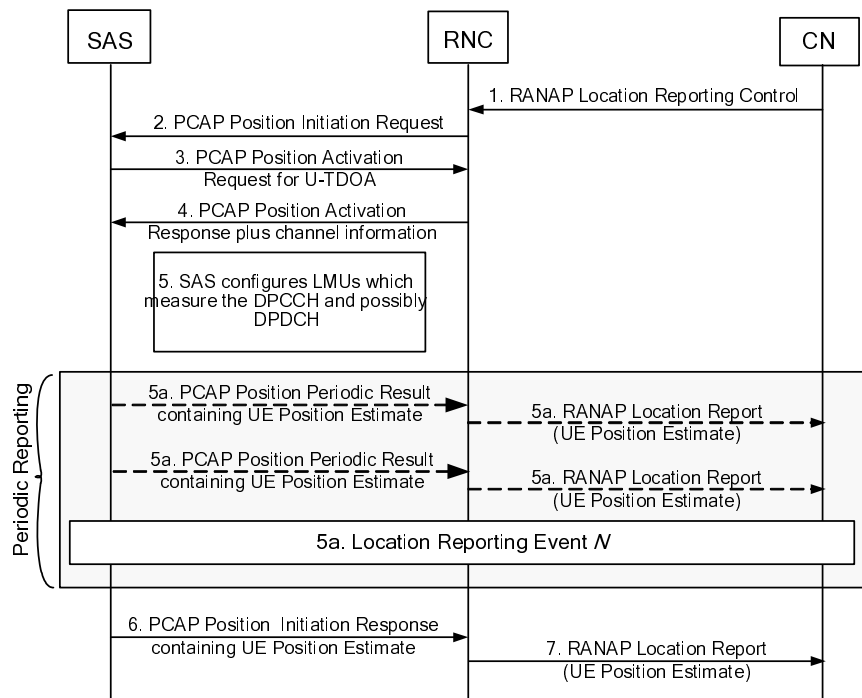 SAS
RNC
CN
1. RANAP Location Reporting Control
2. PCAP Position Initiation Request
3. PCAP Position Activation
Request for U-TDOA
4. PCAP Position Activation
Response plus channel information
5. SAS configures LMUs which
measure the DPCCH and possibly
DPDCH
Periodic Reporting
5a. PCAP Position Periodic Result
containing UE Position Estimate
5a. RANAP Location Report
(UE Position Estimate)
5a. PCAP Position Periodic Result
containing UE Position Estimate
5a. RANAP Location Report
(UE Position Estimate)
5a. Location Reporting Event N
6. PCAP Position Initiation Response
containing UE Position Estimate
7. RANAP Location Report
(UE Position Estimate)